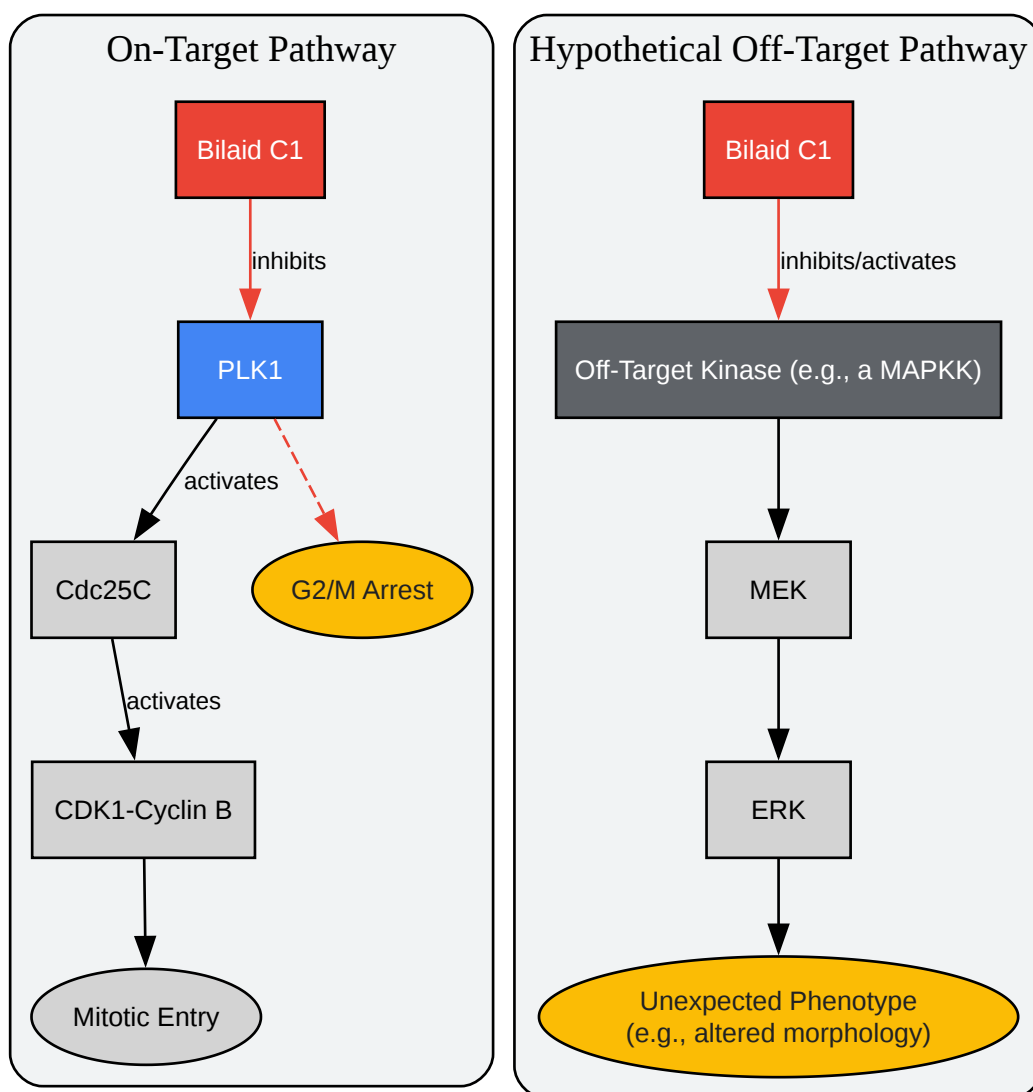 On-Target Pathway
Bilaid C1
inhibits
PLK1
activates
Cdc25C
G2/M Arrest
activates
CDK1-Cyclin B
Mitotic Entry
Hypothetical Off-Target Pathway
Bilaid C1
inhibits/activates
Off-Target Kinase (e.g., a MAPKK)
MEK
ERK
Unexpected Phenotype
(e.g., altered morphology)